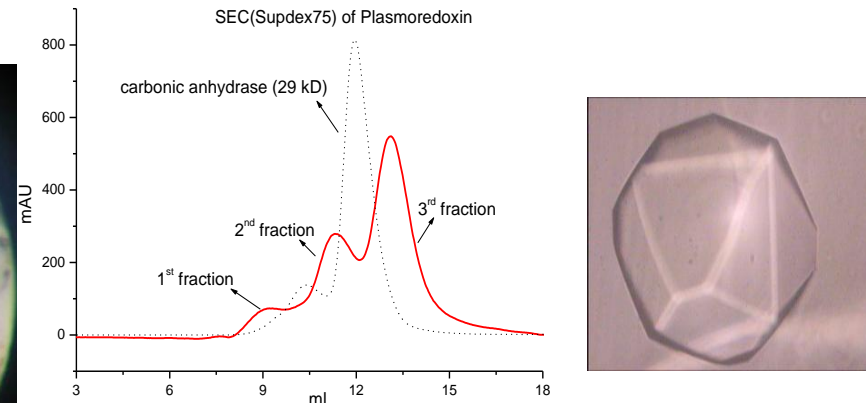 SEC(Supdex75) of Plasmoredoxin
800
600
400
200
0
mAU
carbonic anhydrase (29 kD)
2nd fraction
3rd fraction
1st fraction
3
6
9
12
15
18
ml